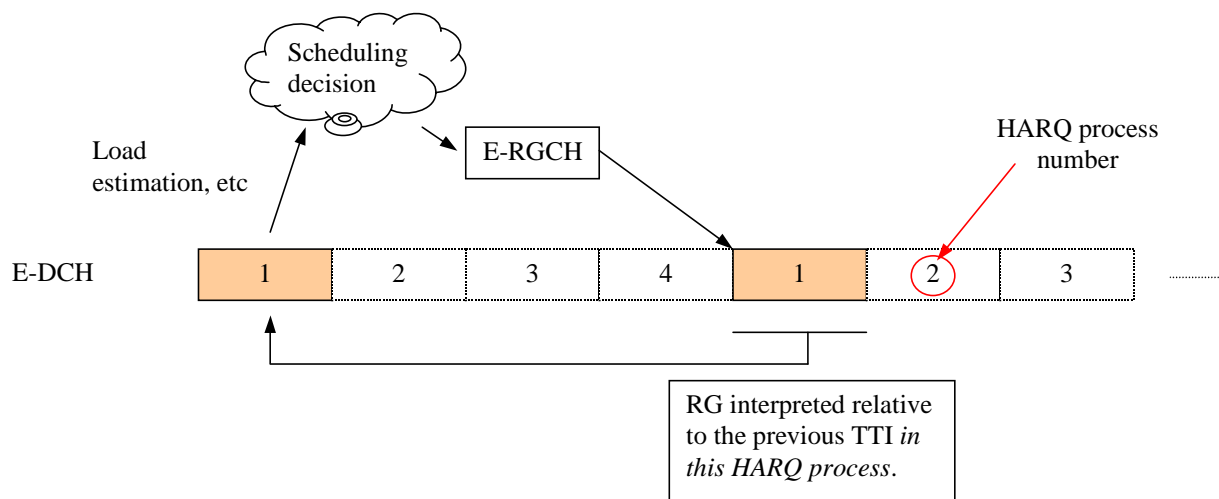 Scheduling
decision
Load
estimation, etc
E-RGCH
HARQ process
number
E-DCH
1
2
3
4
1
2
3
RG interpreted relative
to the previous TTI in
this HARQ process.